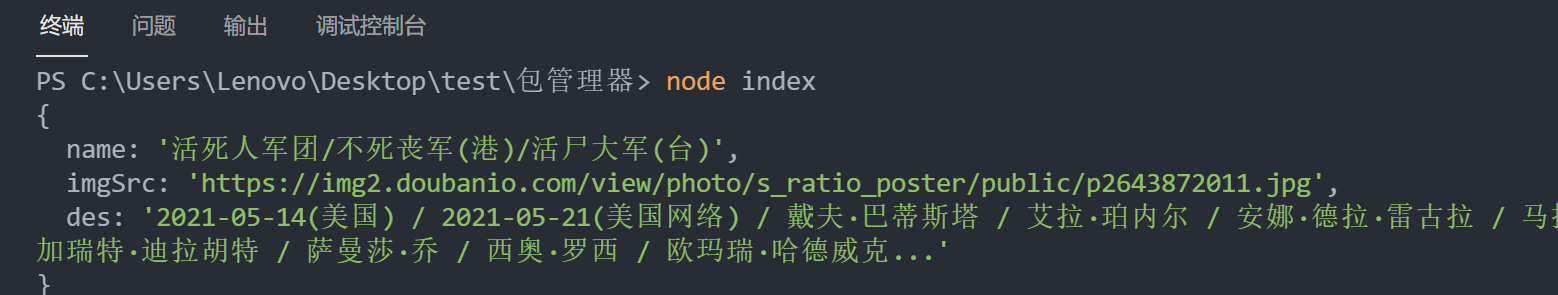 终端 问题 输出 调试控制台
PS C:\Users\Lenovo\Desktop\test\包管理器> node index
{
name: '活死人军团/不死丧军(港)/活尸大军(台)',
imgSrc: 'https://img2.doubanio.com/view/photo/s_ratio_poster/public/p2643872011.jpg',
des: '2021-05-14(美国) / 2021-05-21(美国网络) / 戴夫·巴蒂斯塔 / 艾拉·珀内尔 / 安娜·德拉·雷古拉 / 马
加瑞特·迪拉胡特 / 萨曼莎·乔 / 西奥·罗西 / 欧玛瑞·哈德威克...'
}